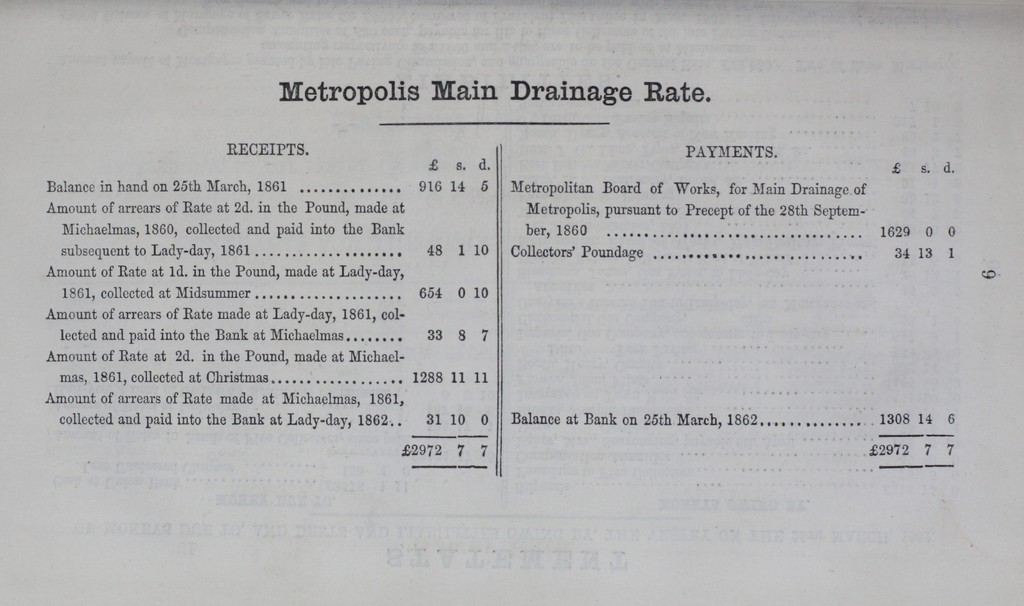 Metropolis Main Drainage Rate.
RECEIPTS.
£ s. d.
Balance in hand on 25th March, 1861 .............. 916 14 5
Amount of arrears of Rate at 2d. in the Pound, made at
Michaelmas, 1860, collected and paid into the Bank
subsequent to Lady-day, 1861 ................... 48 1 10
Amount of Rate at 1d. in the Pound, made at Lady-day,
1861, collected at Midsummer .................... 654 0 10
Amount of arrears of Rate made at Lady-day, 1861, col-
lected and paid into the Bank at Michaelmas........ 33 8 7
Amount of Rate at 2d. in the Pound, made at Michael-
mas, 1861, collected at Christmas.................. 1288 11 11
Amount of arrears of Rate made at Michaelmas, 1861,
collected and paid into the Bank at Lady-day, 1862.. 31 10 0
£2972 7 7
PAYMENTS.
£ s. d.
Metropolitan Board of Works, for Main Drainage of
Metropolis, pursuant to Precept of the 28th Septem-
ber, 1860 .................................. 1629 0 0
Collectors' Poundage ............................ 34 13 1
Balance at Bank on 25th March, 1862............... 1308 14 6
£2972 7 7
9